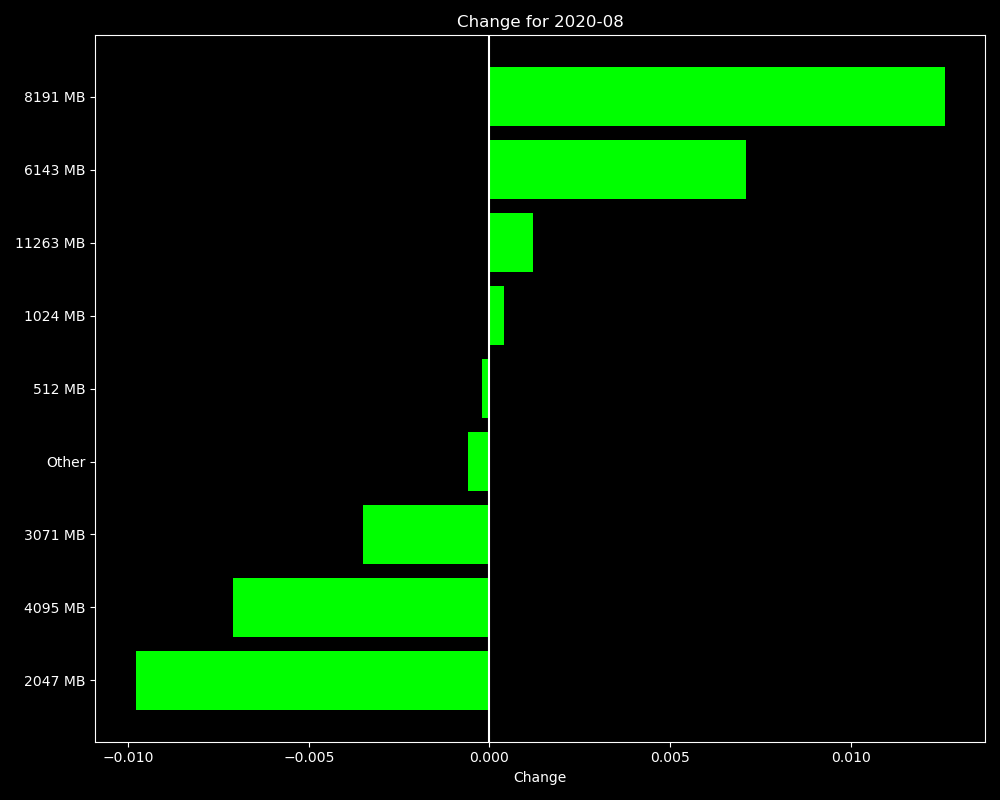 Change for 2020-08
8191 MB
6143 MB
11263 MB
1024 MB
512 MB
Other
3071 MB
4095 MB
2047 MB
−0.010 −0.005 0.000 0.005 0.010
Change